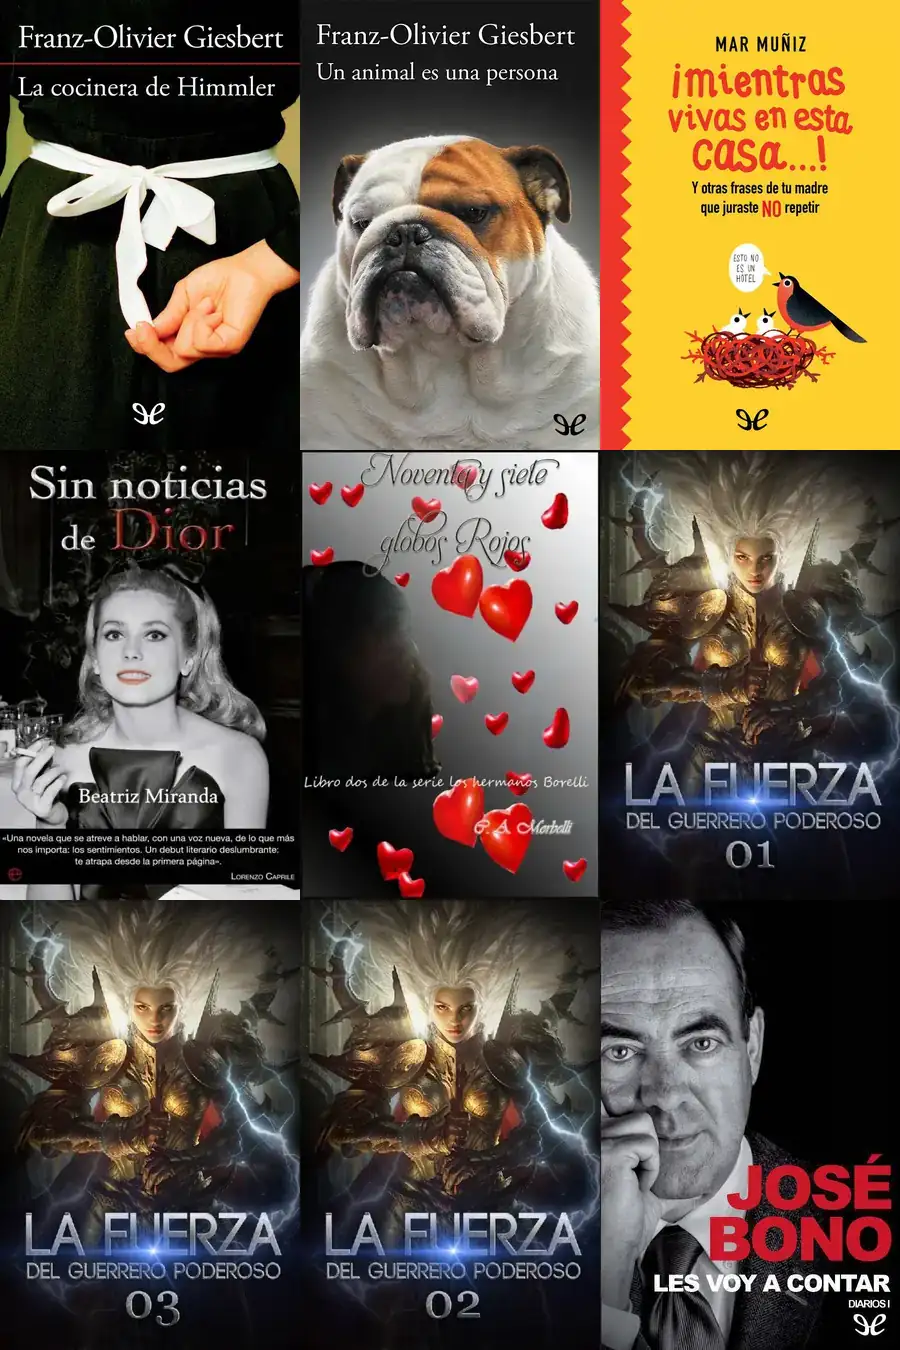 Franz-Olivier Giesbert
La cocinera de Himmler
Franz-Olivier Giesbert
Un animal es una persona
MAR MUÑIZ
¡mientras
vivas en esta
casa...!
Y otras frases de tu madre
que juraste NO repetir
ESTO NO
ES UN
HOTEL
Sin noticias
de Dior
Beatriz Miranda
«Una novela que se atreve a hablar, con una voz nueva, de lo que más
nos importa: los sentimientos. Un debut literario deslumbrante:
te atrapa desde la primera página».
LORENZO CAPRILE
Noventa y siete
globos Rojos
Libro dos de la serie los hermanos Borelli
C. A. Morbelli
LA FUERZA
DEL GUERRERO PODEROSO
01
LA FUERZA
DEL GUERRERO PODEROSO
03
LA FUERZA
DEL GUERRERO PODEROSO
02
JOSÉ
BONO
LES VOY A CONTAR
DIARIOS I